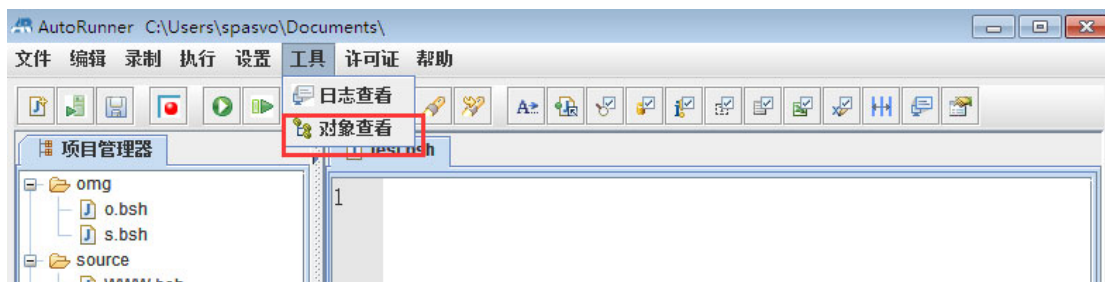 AutoRunner C:\Users\spasvo\Documents\
文件 编辑 录制 执行 设置 工具 许可证 帮助
日志查看
对象查看
项目管理器
omg
1
o.bsh
s.bsh
source